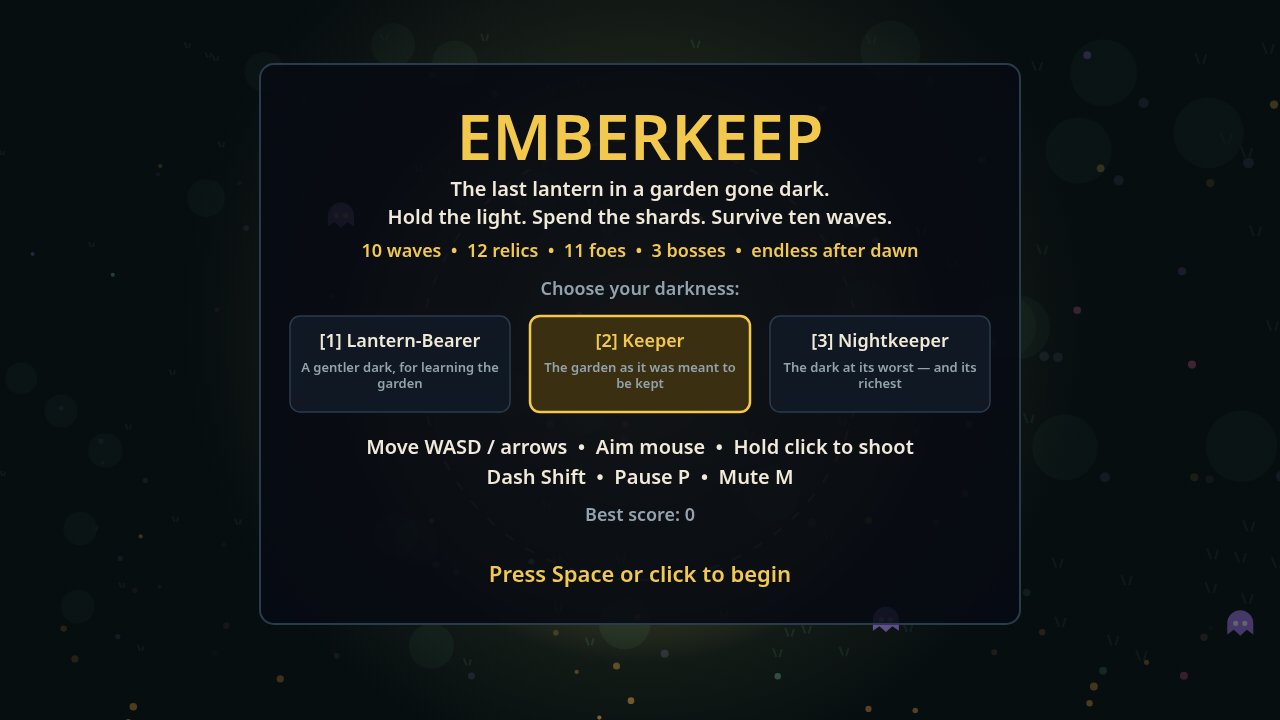 EMBERKEEP
The last lantern in a garden gone dark.
Hold the light. Spend the shards. Survive ten waves.
10 waves • 12 relics • 11 foes • 3 bosses • endless after dawn
Choose your darkness:
[1] Lantern-Bearer
A gentler dark, for learning the
garden
[2] Keeper
The garden as it was meant to
be kept
[3] Nightkeeper
The dark at its worst — and its
richest
Move WASD / arrows • Aim mouse • Hold click to shoot
Dash Shift • Pause P • Mute M
Best score: 0
Press Space or click to begin